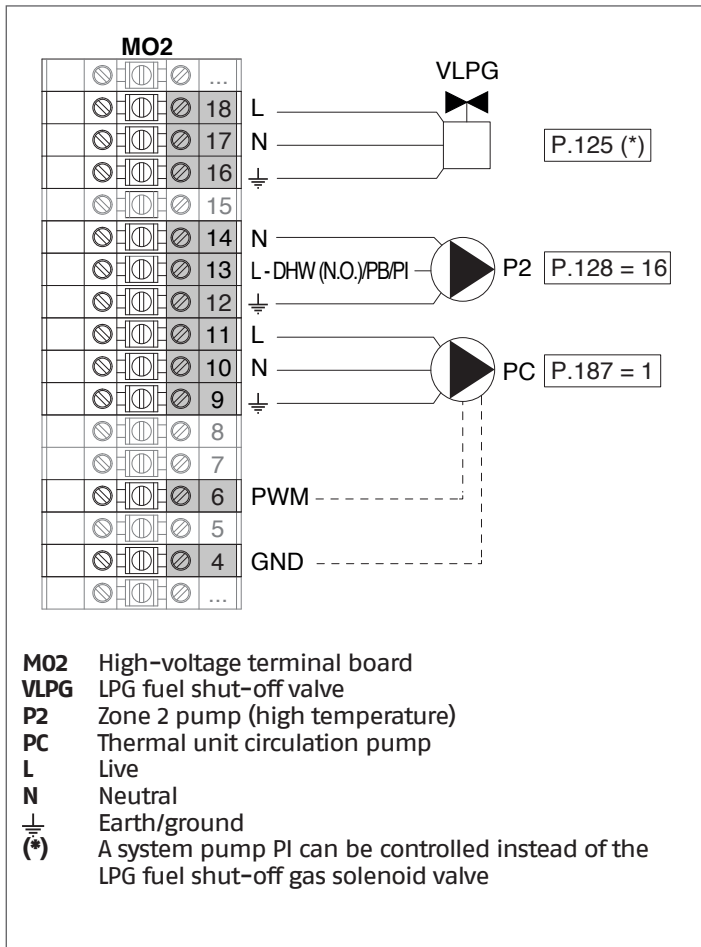 MO2
...
18 L
17 N
16 ⏚
15
14 N
13 L - DHW (N.O.)/PB/PI
12 ⏚
11 L
10 N
9 ⏚
8
7
6 PWM
5
4 GND
...
VLPG
P.125 (*)
P2 P.128 = 16
PC P.187 = 1
M02 High-voltage terminal board
VLPG LPG fuel shut-off valve
P2 Zone 2 pump (high temperature)
PC Thermal unit circulation pump
L Live
N Neutral
⏚ Earth/ground
(*) A system pump PI can be controlled instead of the
LPG fuel shut-off gas solenoid valve